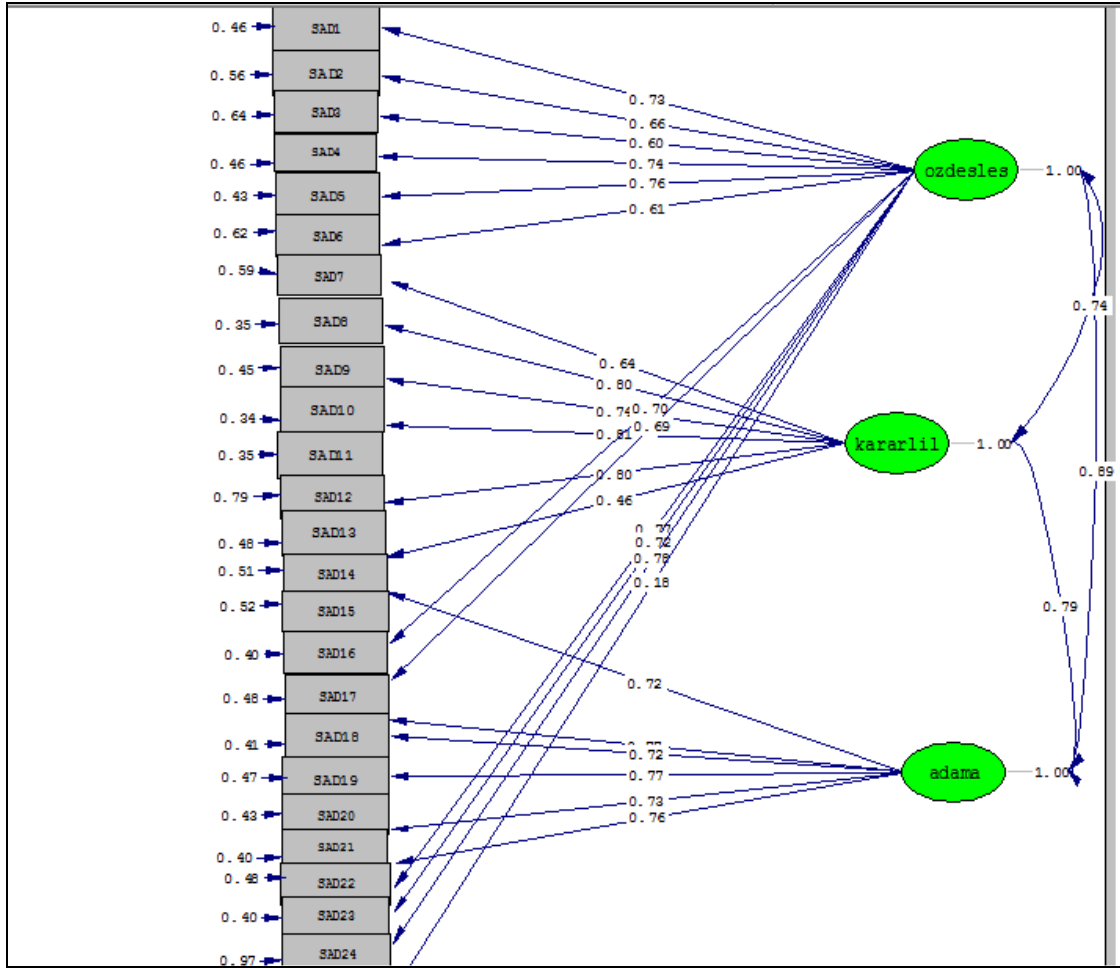 0.46 SAD1
0.56 SAD2
0.73
0.64 SAD3
0.66
0.60
0.46 SAD4
0.74
ozdesles 1.00
0.43 SAD5
0.76
0.61
0.62 SAD6
0.59 SAD7
0.74
0.35 SAD8
0.64
0.45 SAD9
0.80
0.34 SAD10
0.74 0.70
0.69
0.81
kararlil 1.00
0.35 SAD11
0.80
0.89
0.79 SAD12
0.46
0.48 SAD13
0.72
0.78
0.51 SAD14
0.18
0.52 SAD15
0.79
0.40 SAD16
0.72
0.48 SAD17
0.41 SAD18
0.72
0.47 SAD19
0.77
adama 1.00
0.43 SAD20
0.73
0.76
0.40 SAD21
0.48 SAD22
0.40 SAD23
0.97 SAD24